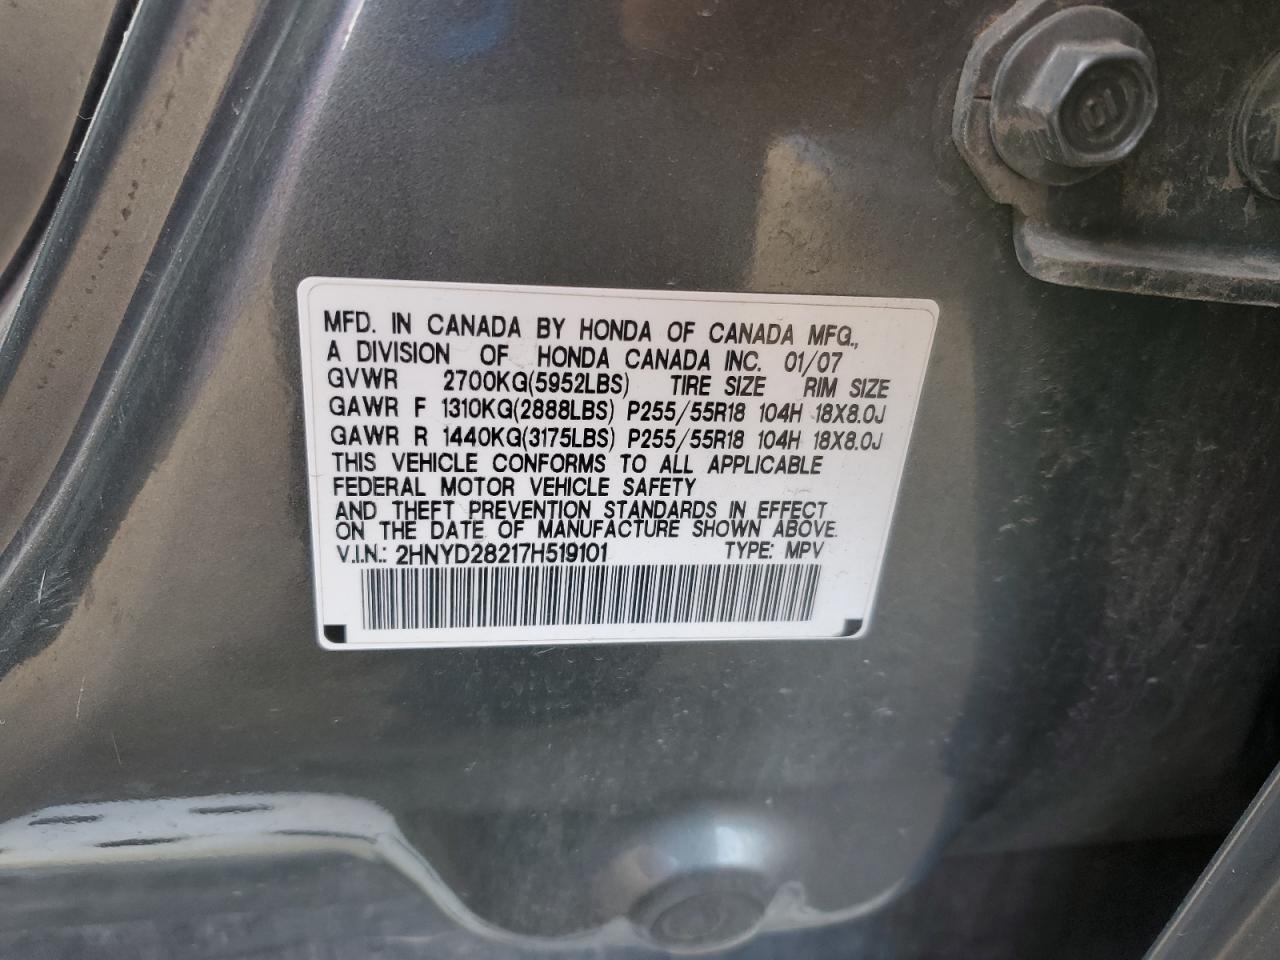 MFD. IN CANADA BY HONDA OF CANADA MFG.,
A DIVISION OF HONDA CANADA INC. 01/07
GVWR 2700KG(5952LBS) TIRE SIZE RIM SIZE
GAWR F 1310KG(2888LBS) P255/55R18 104H 18X8.0J
GAWR R 1440KG(3175LBS) P255/55R18 104H 18X8.0J
THIS VEHICLE CONFORMS TO ALL APPLICABLE
FEDERAL MOTOR VEHICLE SAFETY
AND THEFT PREVENTION STANDARDS IN EFFECT
ON THE DATE OF MANUFACTURE SHOWN ABOVE.
V.I.N.: 2HNYD28217H519101 TYPE: MPV